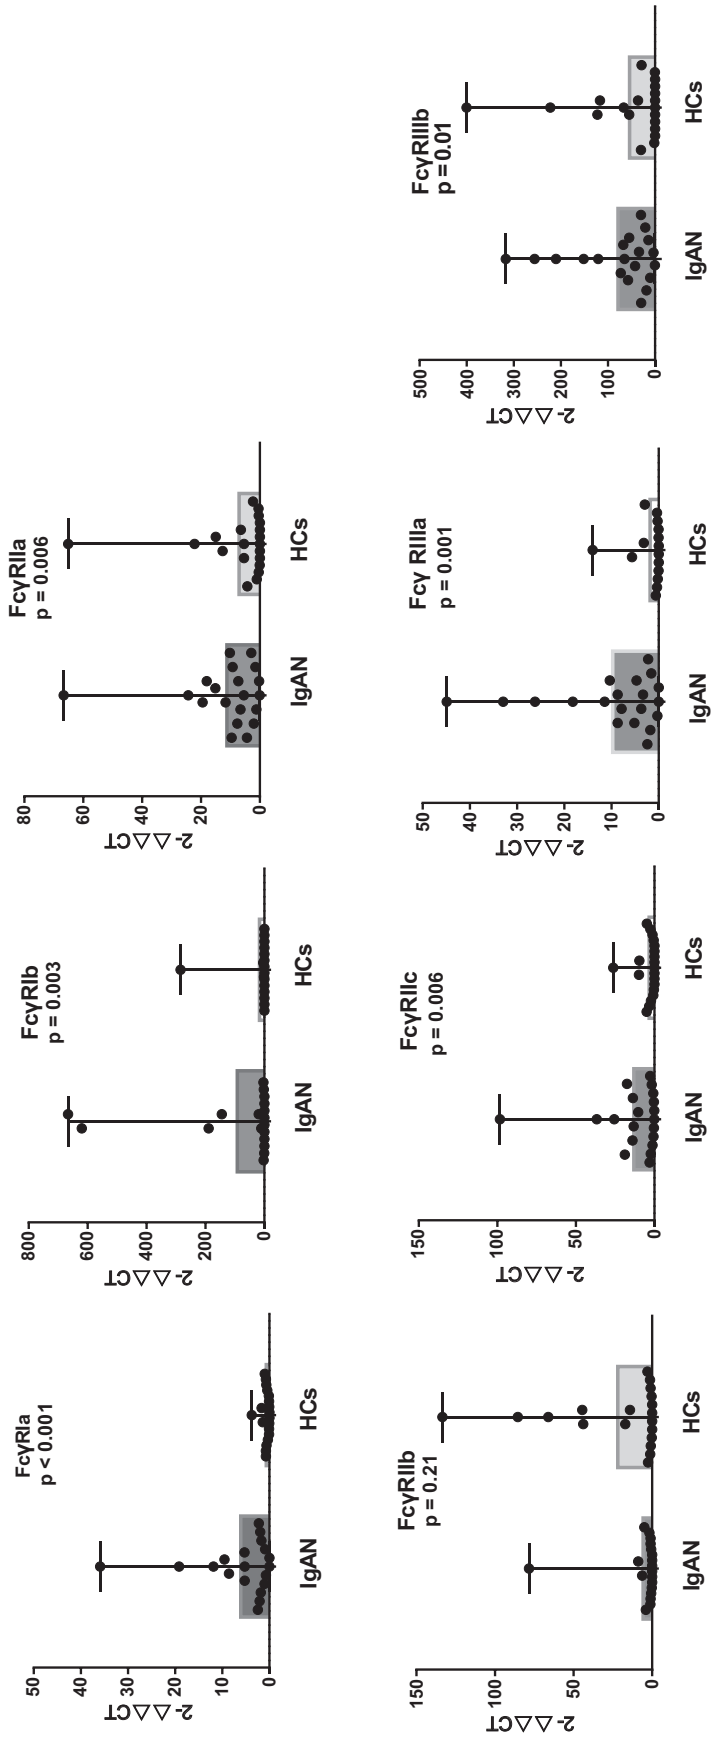 FcγRIa
p < 0.001
50
40
30
20
10
0
2- △△CT
IgAN
HCs
FcγRIb
p = 0.003
800
600
400
200
0
2- △△CT
IgAN
HCs
FcγRIIa
p = 0.006
80
60
40
20
0
2- △△CT
IgAN
HCs
FcγRIIb
p = 0.21
150
100
50
0
2- △△CT
IgAN
HCs
FcγRIIc
p = 0.006
150
100
50
0
2- △△CT
IgAN
HCs
Fcγ RIIIa
p = 0.001
50
40
30
20
10
0
2- △△CT
IgAN
HCs
FcγRIIIb
p = 0.01
500
400
300
200
100
0
2- △△CT
IgAN
HCs